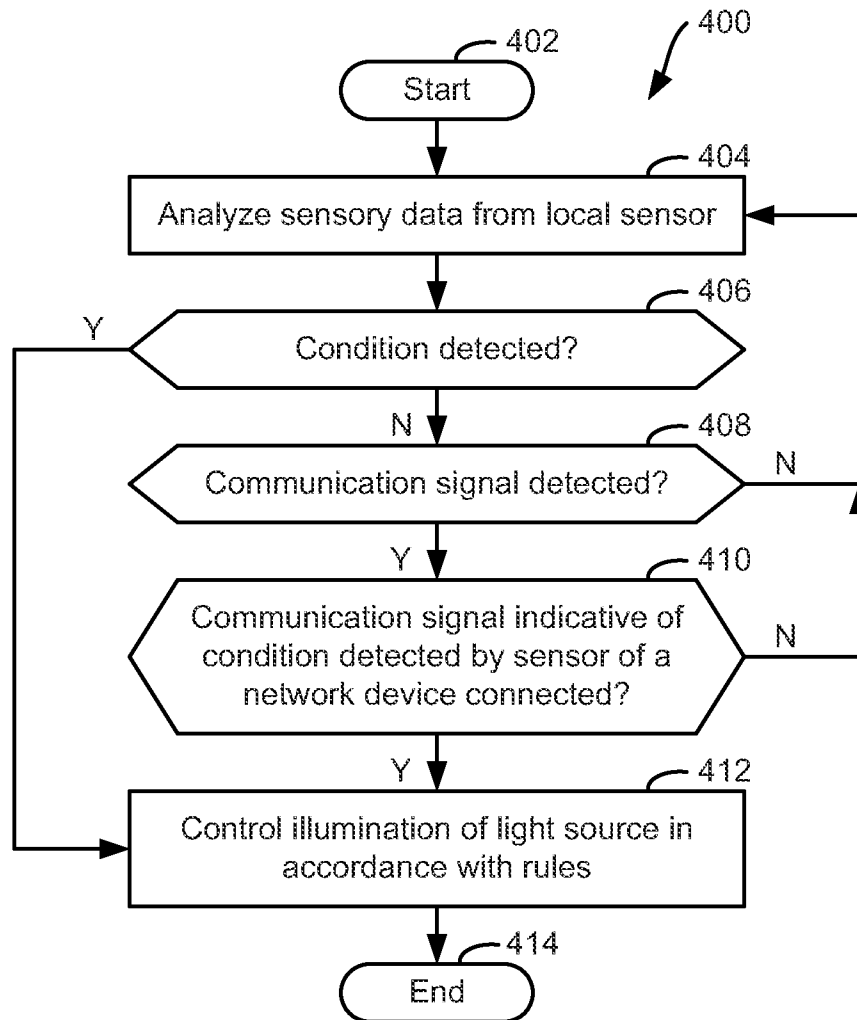 400
402
Start
404
Analyze sensory data from local sensor
406
Y
Condition detected?
N
408
Communication signal detected?
N
Y
410
Communication signal indicative of
condition detected by sensor of a
network device connected?
N
Y
412
Control illumination of light source in
accordance with rules
414
End